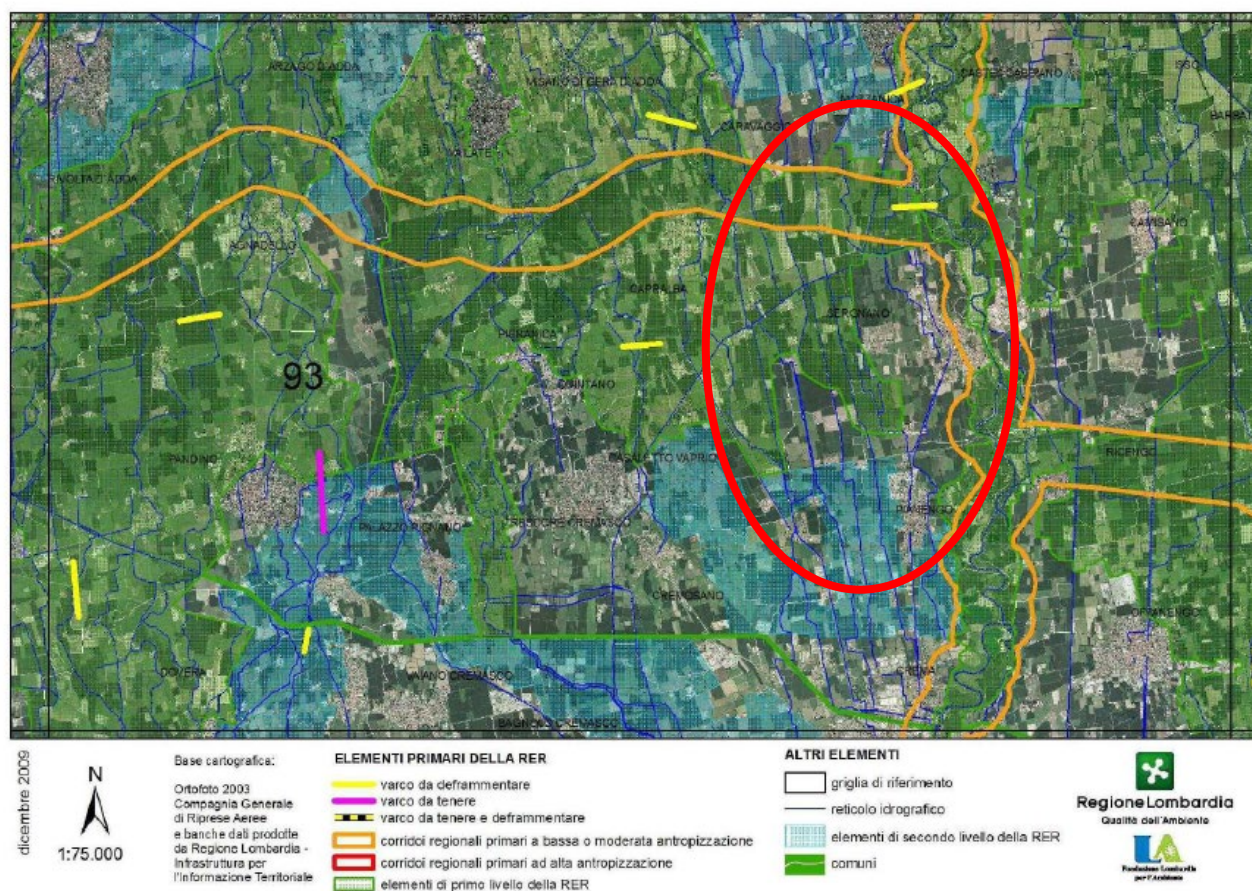 CASTEL GABBIANO
ARZAGO D'ADDA
MISANO DI GERA D'ADDA
CARAVAGGIO
RIVOLTA D'ADDA
AGNADELLO
CAPRALBA
SERGNANO
PIERANICA
93
QUINTANO
PANDINO
CASALETTO VAPRIO
RICENGO
PALAZZO PIGNANO
TRESCORE CREMASCO
PIANENGO
CREMOSANO
OFFANENGO
DOVERA
VAIANO CREMASCO
CREMA
BAGNOLO CREMASCO
dicembre 2009
N
1:75.000
Base cartografica:
Ortofoto 2003
Compagnia Generale
di Riprese Aeree
e banche dati prodotte
da Regione Lombardia -
Infrastruttura per
l'Informazione Territoriale
ELEMENTI PRIMARI DELLA RER
varco da deframmentare
varco da tenere
varco da tenere e deframmentare
corridoi regionali primari a bassa o moderata antropizzazione
corridoi regionali primari ad alta antropizzazione
elementi di primo livello della RER
ALTRI ELEMENTI
griglia di riferimento
reticolo idrografico
elementi di secondo livello della RER
comuni
RegioneLombardia
Qualità dell'Ambiente
Fondazione Lombardia
per l'Ambiente